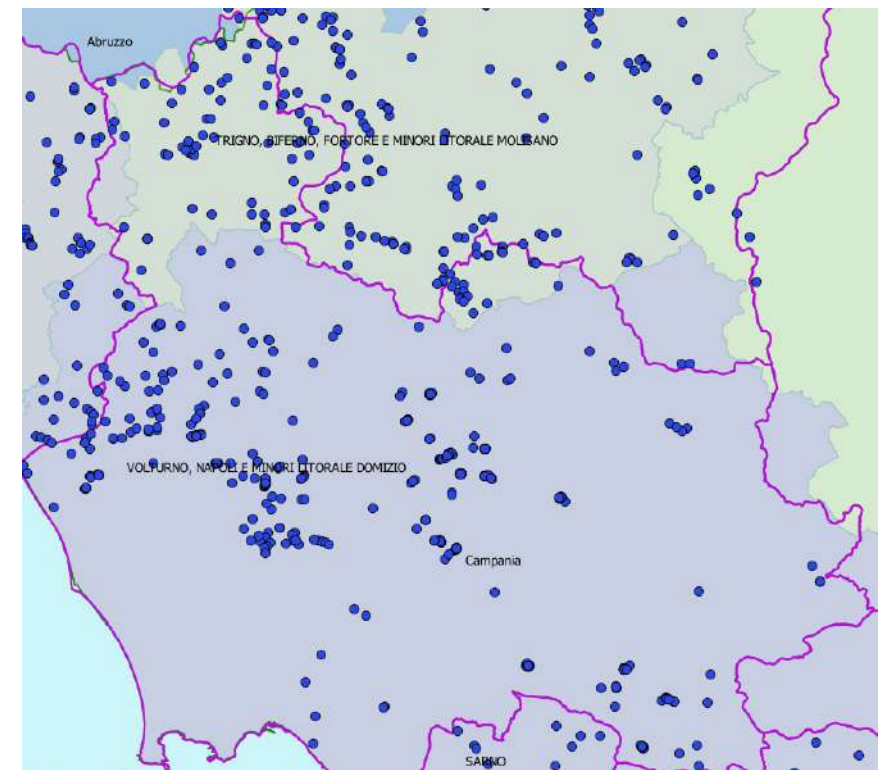 Abruzzo
TRIGNO, BIFERNO, FORTORE E MINORI LITORALE MOLISANO
VOLTURNO, NAPOLI E MINORI LITORALE DOMIZIO
Campania
SARNO